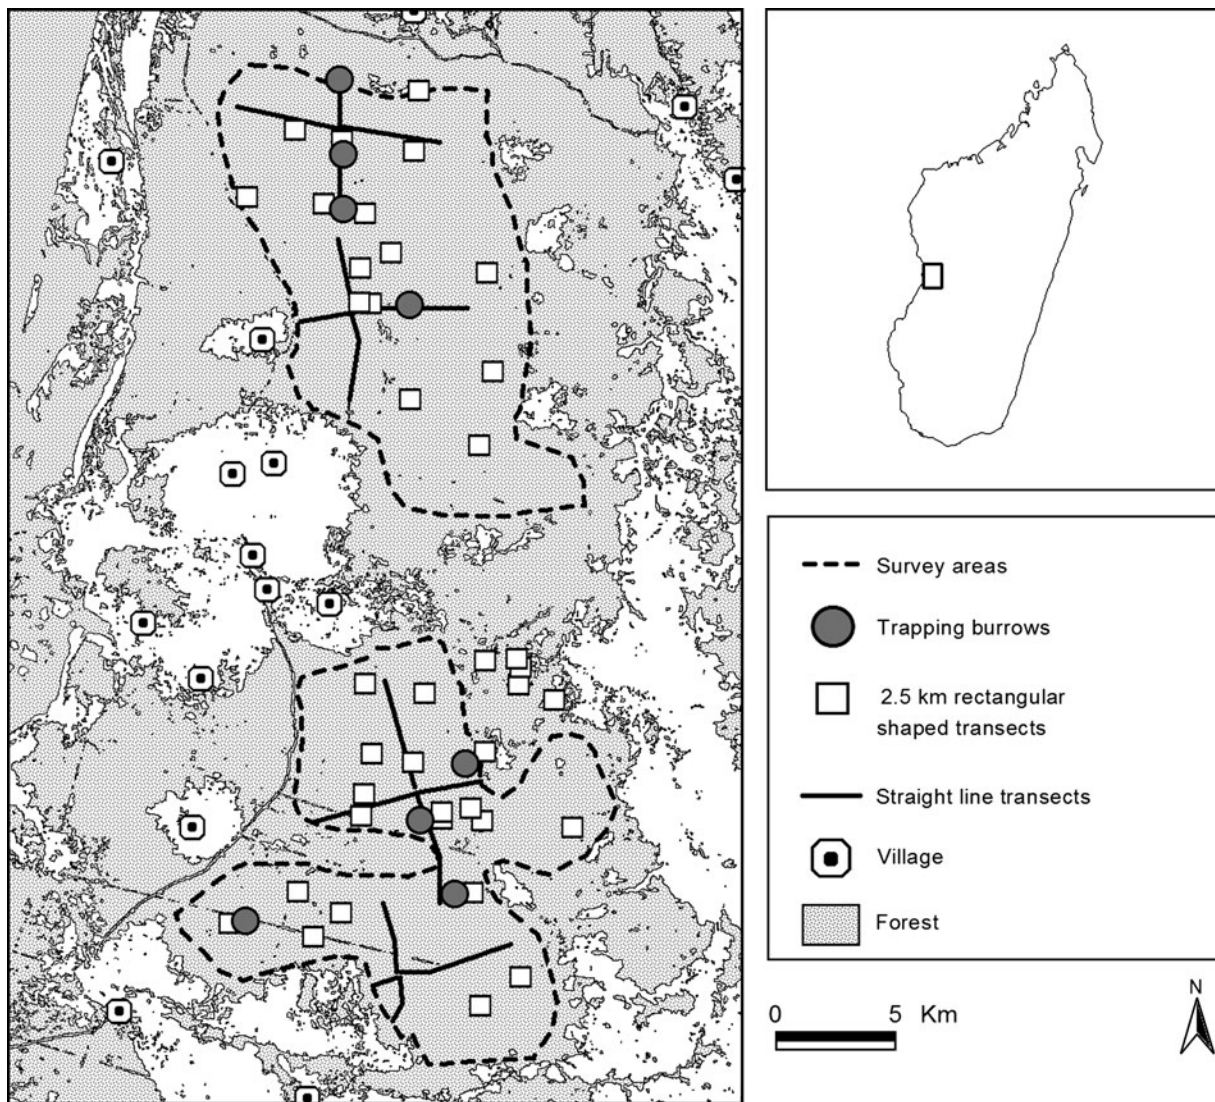 Survey areas
Trapping burrows
2.5 km rectangular
shaped transects
Straight line transects
Village
Forest
0 5 Km
N